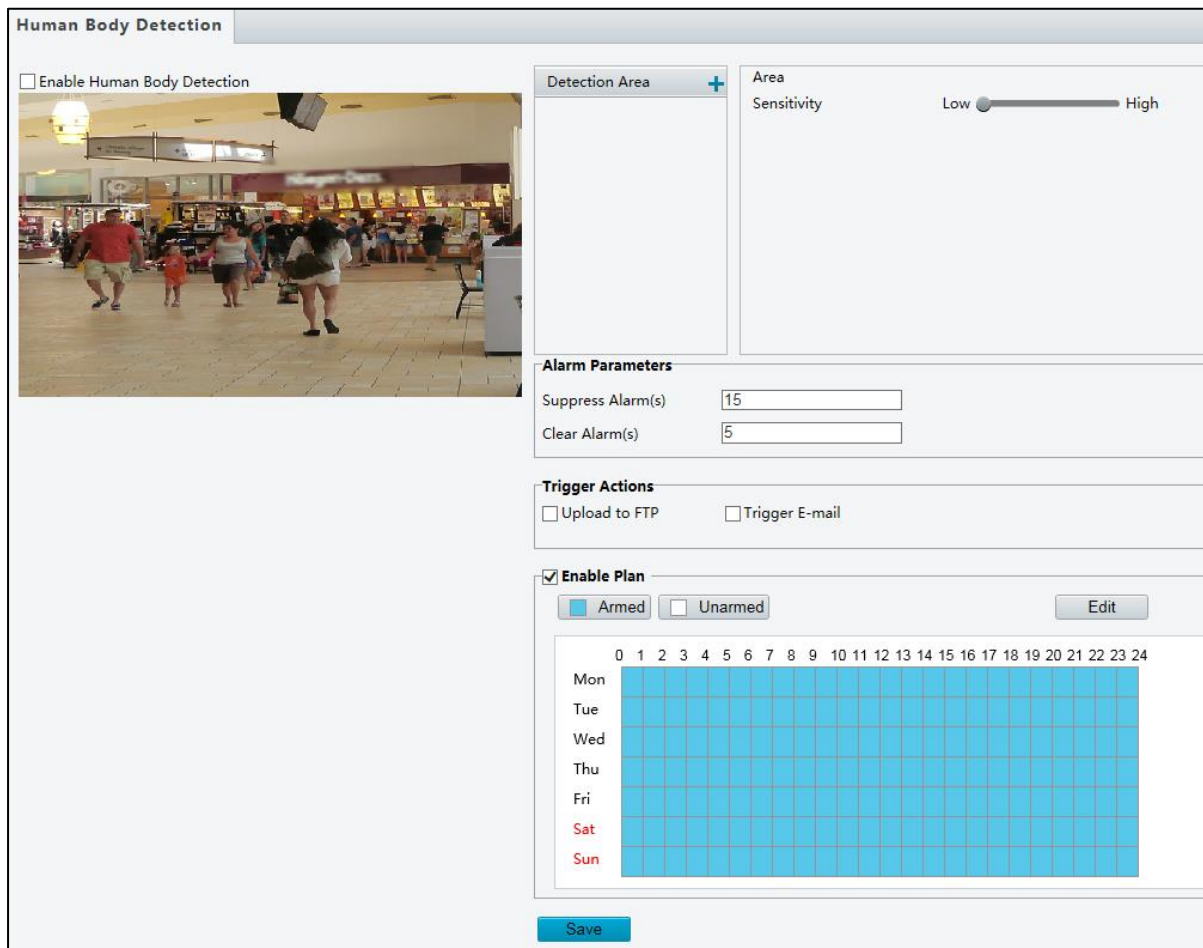 Human Body Detection
Enable Human Body Detection
Detection Area
Area
Sensitivity Low High
Alarm Parameters
Suppress Alarm(s) 15
Clear Alarm(s) 5
Trigger Actions
Upload to FTP Trigger E-mail
Enable Plan
Armed Unarmed Edit
0 1 2 3 4 5 6 7 8 9 10 11 12 13 14 15 16 17 18 19 20 21 22 23 24
Mon
Tue
Wed
Thu
Fri
Sat
Sun
Save